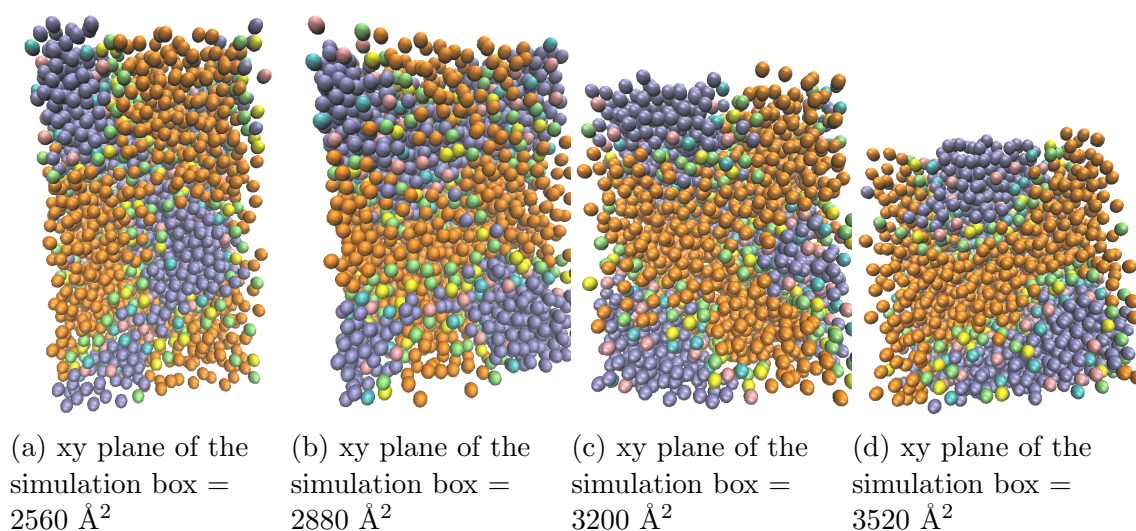 (a) xy plane of the
simulation box =
2560 Å²
(b) xy plane of the
simulation box =
2880 Å²
(c) xy plane of the
simulation box =
3200 Å²
(d) xy plane of the
simulation box =
3520 Å²